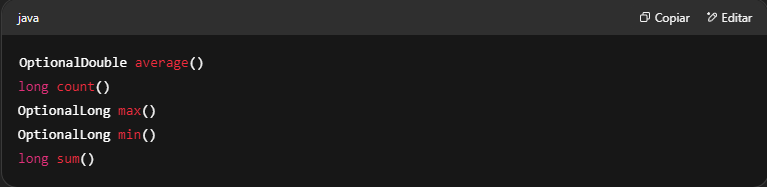 java
Copiar
Editar
OptionalDouble average()
long count()
OptionalLong max()
OptionalLong min()
long sum()